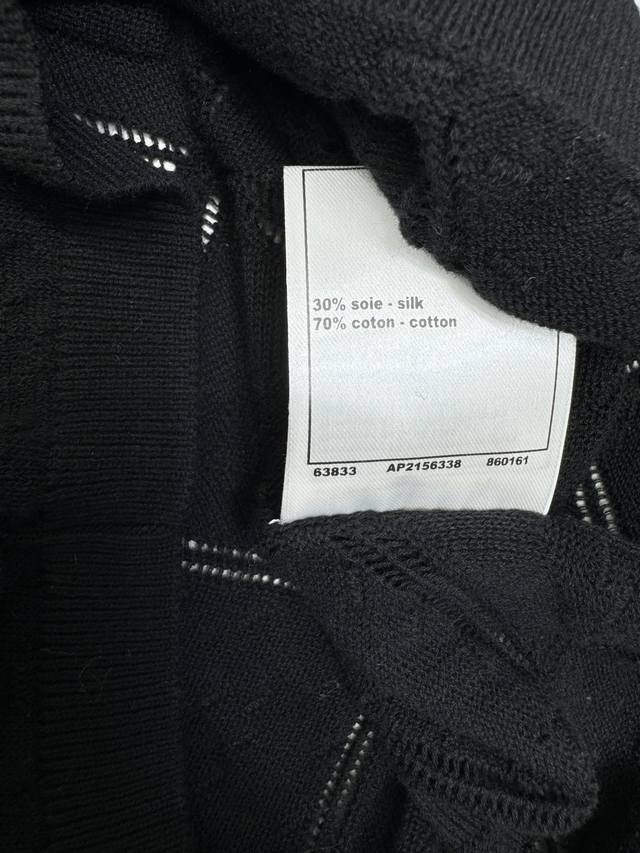 30% soie - silk
70% coton - cotton
63833 AP2156338 860161